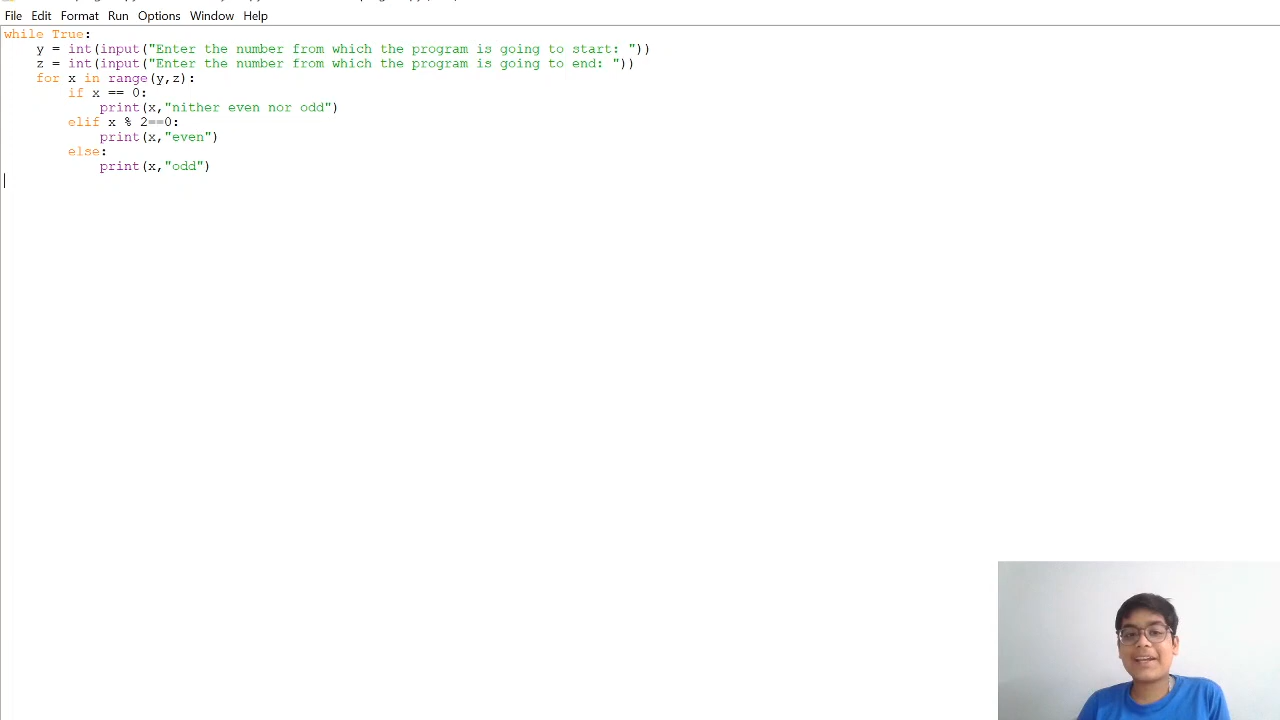 File Edit Format Run Options Window Help
while True:
    y = int(input("Enter the number from which the program is going to start: "))
    z = int(input("Enter the number from which the program is going to end: "))
    for x in range(y,z):
        if x == 0:
            print(x,"nither even nor odd")
        elif x % 2==0:
            print(x,"even")
        else:
            print(x,"odd")